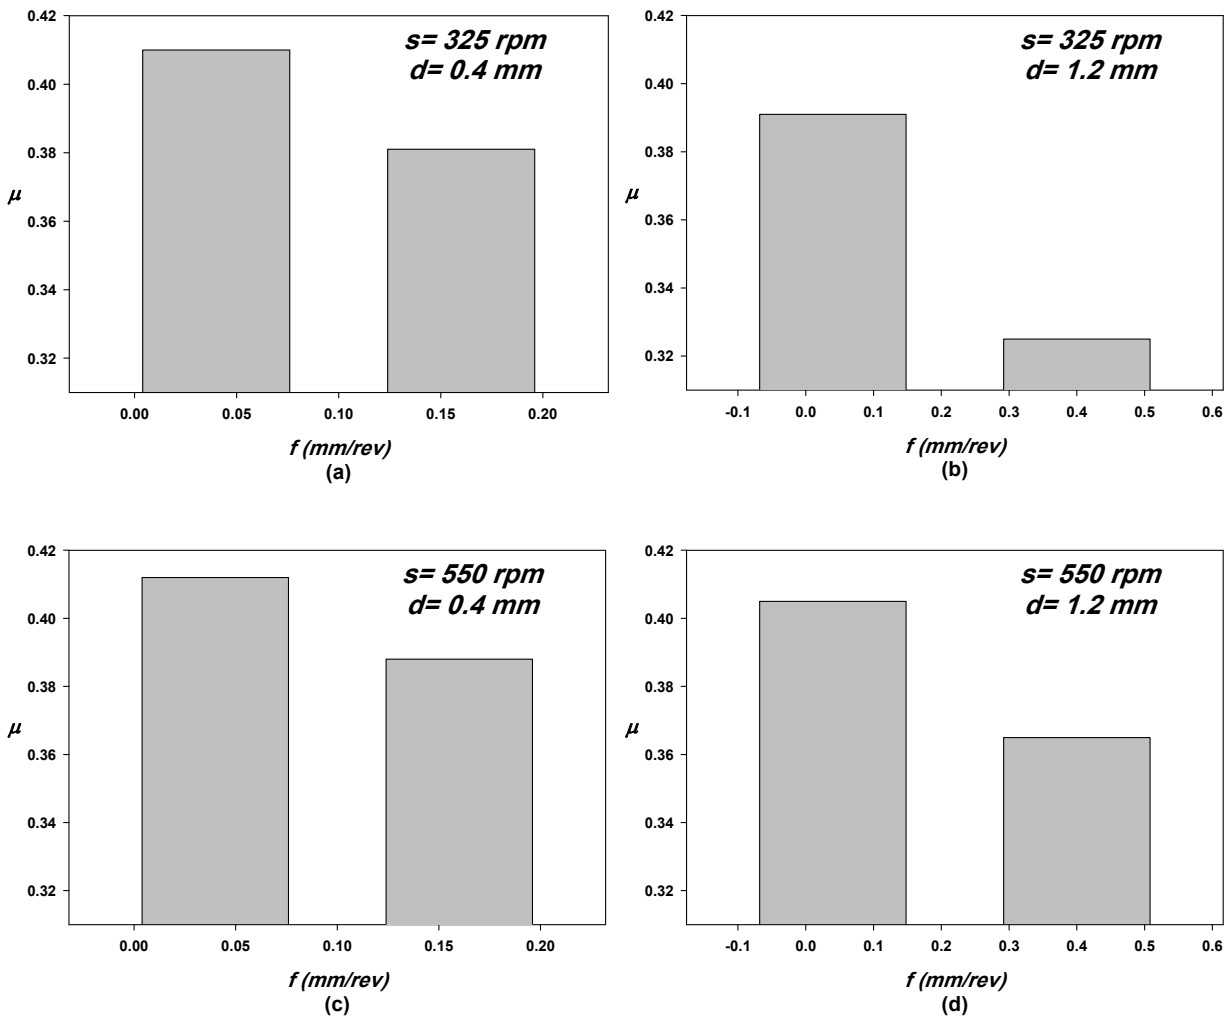 0.42
0.40
0.38
0.36
0.34
0.32
μ
s= 325 rpm
d= 0.4 mm
0.00 0.05 0.10 0.15 0.20
f (mm/rev)
(a)
0.42
0.40
0.38
0.36
0.34
0.32
μ
s= 325 rpm
d= 1.2 mm
-0.1 0.0 0.1 0.2 0.3 0.4 0.5 0.6
f (mm/rev)
(b)
0.42
0.40
0.38
0.36
0.34
0.32
μ
s= 550 rpm
d= 0.4 mm
0.00 0.05 0.10 0.15 0.20
f (mm/rev)
(c)
0.42
0.40
0.38
0.36
0.34
0.32
μ
s= 550 rpm
d= 1.2 mm
-0.1 0.0 0.1 0.2 0.3 0.4 0.5 0.6
f (mm/rev)
(d)